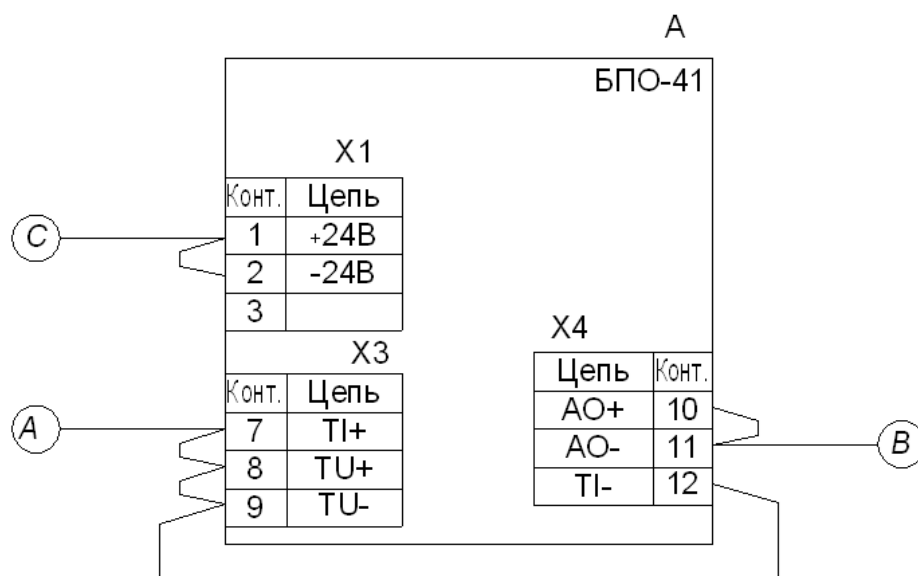 А
БПО-41
X1
Конт. Цепь
1 +24В
2 -24В
3
C
X3
Конт. Цепь
7 TI+
8 TU+
9 TU-
A
X4
Цепь Конт.
AO+ 10
AO- 11
TI- 12
B